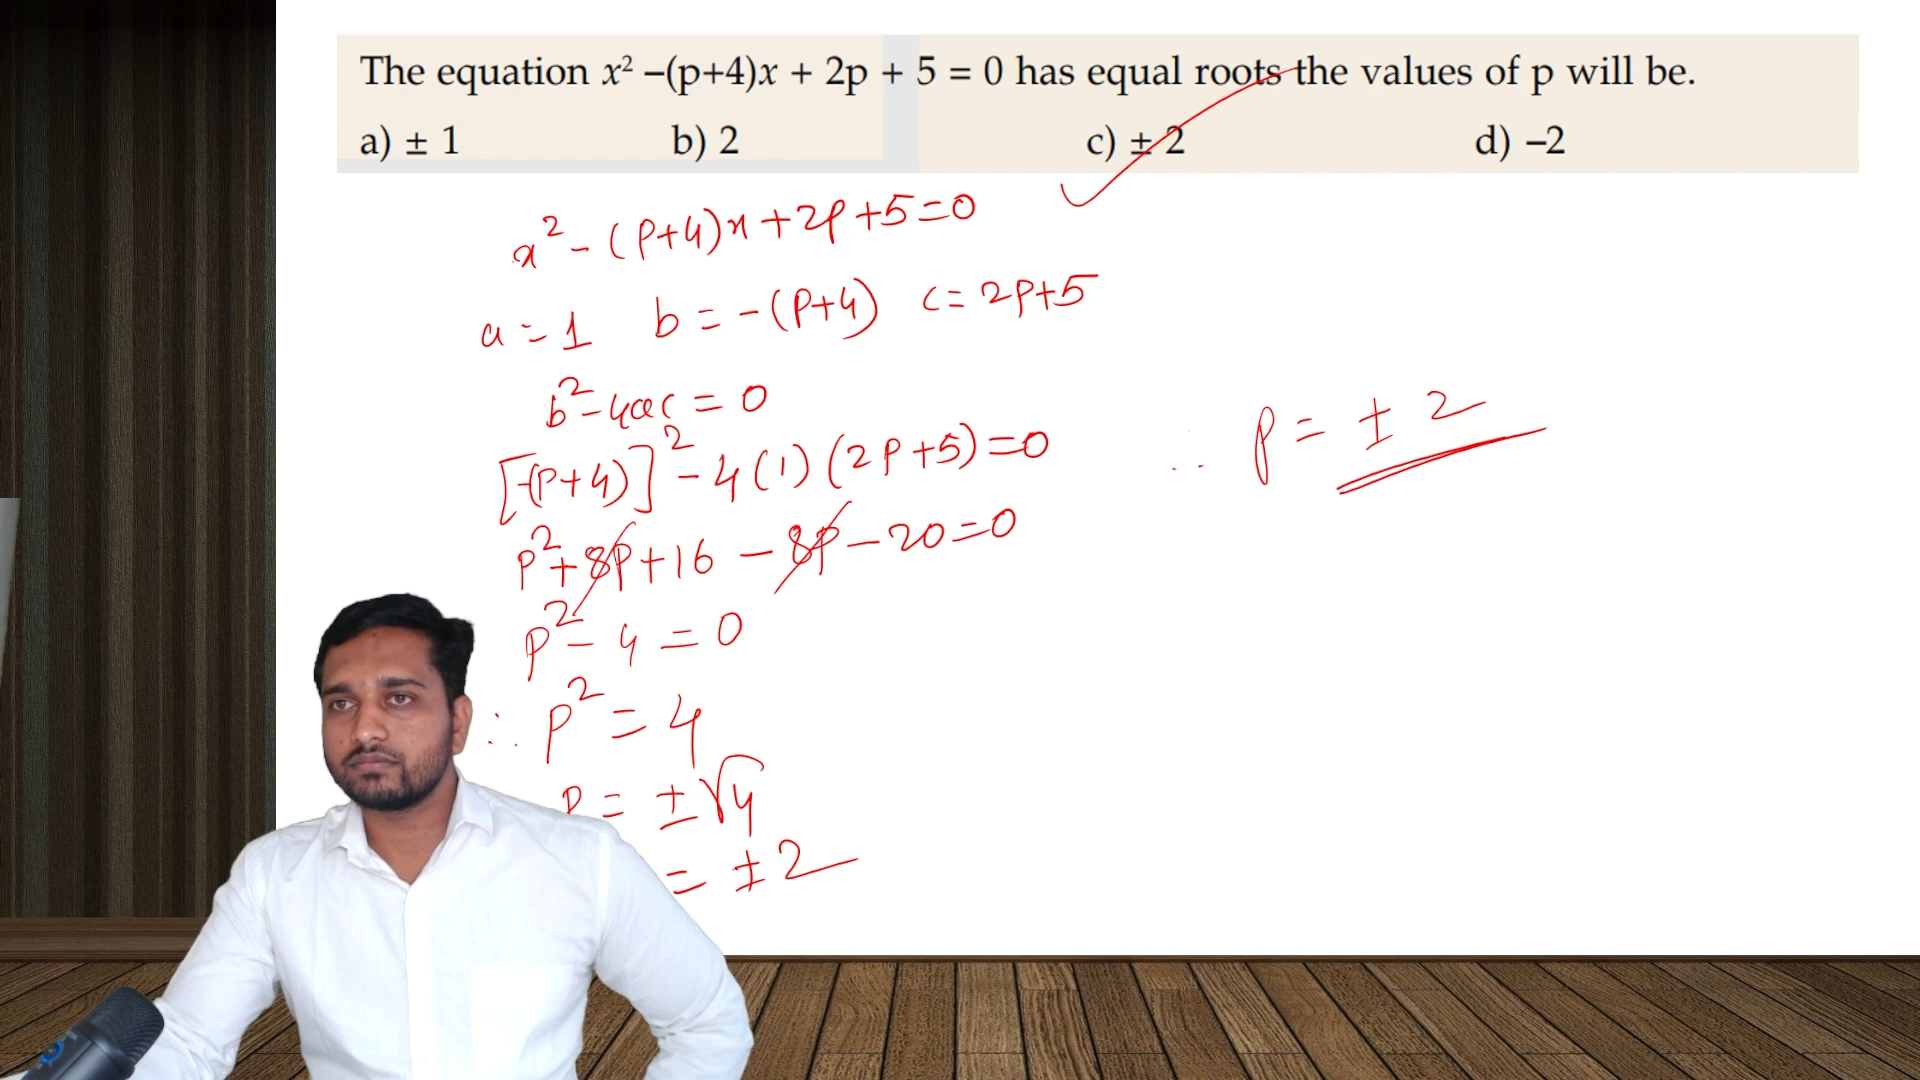 The equation x² –(p+4)x + 2p + 5 = 0 has equal roots the values of p will be.
a) ± 1 b) 2 c) ± 2 d) –2
x² - (p+4)x + 2p + 5 = 0
a = 1 b = -(p+4) c = 2p+5
b² - 4ac = 0
[-(p+4)]² - 4(1)(2p+5) = 0
p² + 8p + 16 - 8p - 20 = 0
p² - 4 = 0
∴ p² = 4
p = ±√4
= ±2
∴ p = ± 2